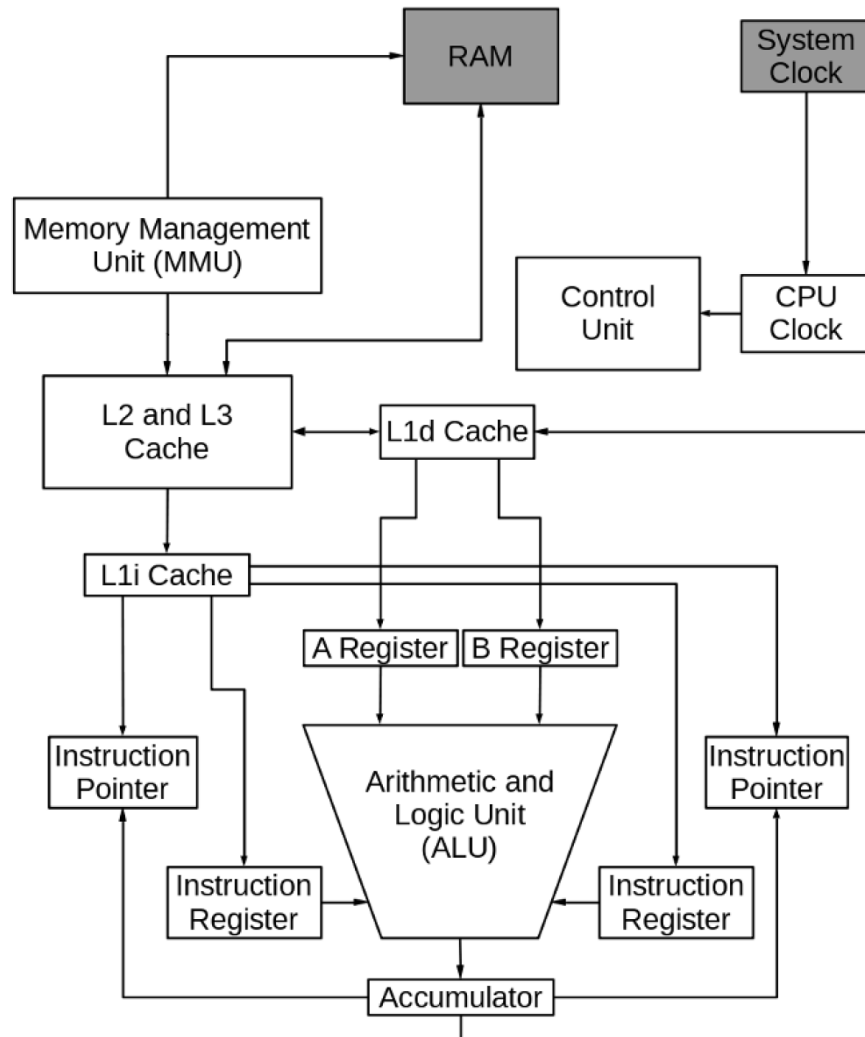 RAM
System
Clock
Memory Management
Unit (MMU)
Control
Unit
CPU
Clock
L2 and L3
Cache
L1d Cache
L1i Cache
A Register
B Register
Instruction
Pointer
Arithmetic and
Logic Unit
(ALU)
Instruction
Pointer
Instruction
Register
Instruction
Register
Accumulator